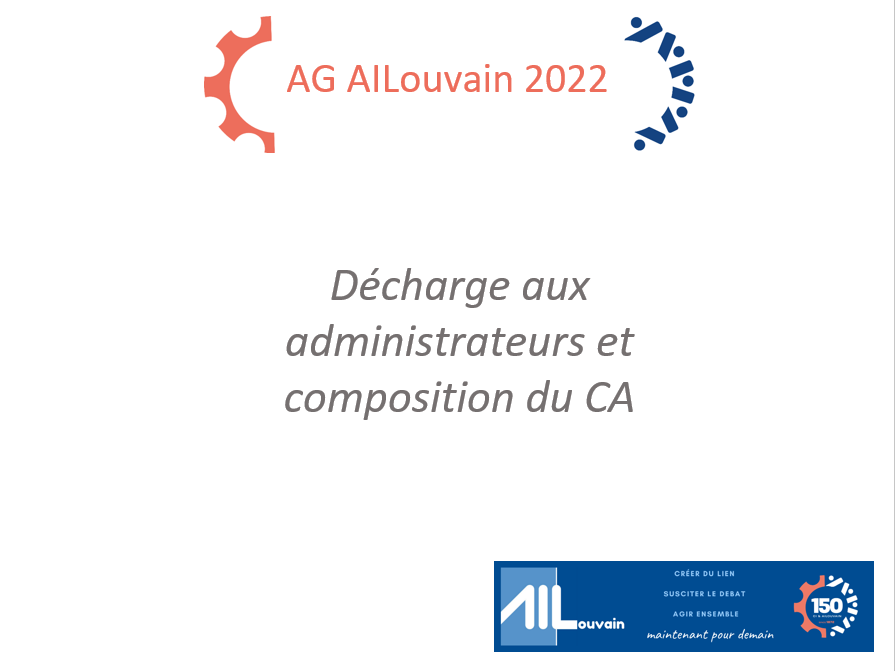 AG AILouvain 2022
Décharge aux
administrateurs et
composition du CA
AILouvain
CRÉER DU LIEN
SUSCITER LE DEBAT
AGIR ENSEMBLE
maintenant pour demain
150